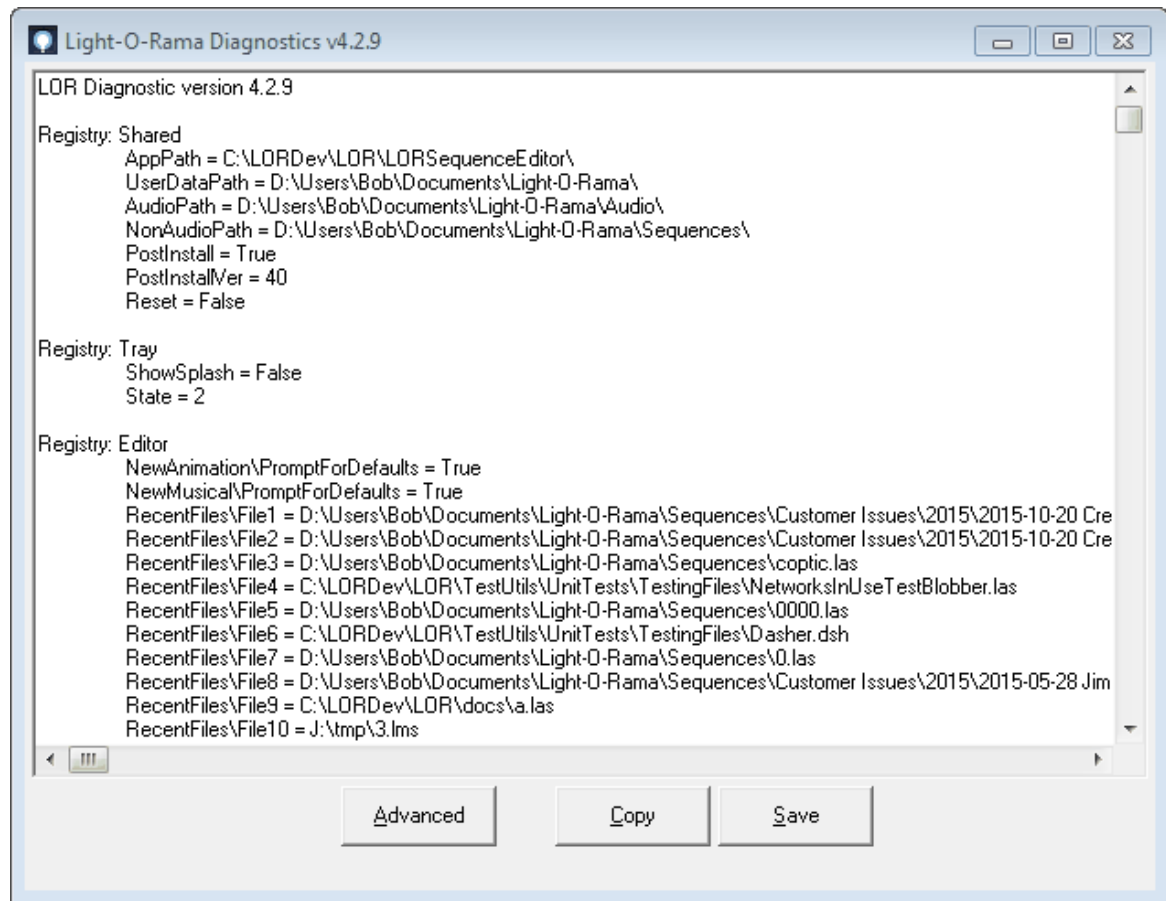 Light-O-Rama Diagnostics v4.2.9
LOR Diagnostic version 4.2.9
Registry: Shared
AppPath = C:\LORDev\LOR\LORSequenceEditor\
UserDataPath = D:\Users\Bob\Documents\Light-O-Rama\
AudioPath = D:\Users\Bob\Documents\Light-O-Rama\Audio\
NonAudioPath = D:\Users\Bob\Documents\Light-O-Rama\Sequences\
PostInstall = True
PostInstallVer = 40
Reset = False
Registry: Tray
ShowSplash = False
State = 2
Registry: Editor
NewAnimation\PromptForDefaults = True
NewMusical\PromptForDefaults = True
RecentFiles\File1 = D:\Users\Bob\Documents\Light-O-Rama\Sequences\Customer Issues\2015\2015-10-20 Cre
RecentFiles\File2 = D:\Users\Bob\Documents\Light-O-Rama\Sequences\Customer Issues\2015\2015-10-20 Cre
RecentFiles\File3 = D:\Users\Bob\Documents\Light-O-Rama\Sequences\coptic.las
RecentFiles\File4 = C:\LORDev\LOR\TestUtils\UnitTests\TestingFiles\NetworksInUseTestBlobber.las
RecentFiles\File5 = D:\Users\Bob\Documents\Light-O-Rama\Sequences\0000.las
RecentFiles\File6 = C:\LORDev\LOR\TestUtils\UnitTests\TestingFiles\Dasher.dsh
RecentFiles\File7 = D:\Users\Bob\Documents\Light-O-Rama\Sequences\0.las
RecentFiles\File8 = D:\Users\Bob\Documents\Light-O-Rama\Sequences\Customer Issues\2015\2015-05-28 Jim
RecentFiles\File9 = C:\LORDev\LOR\docs\a.las
RecentFiles\File10 = J:\tmp\3.lms
Advanced Copy Save